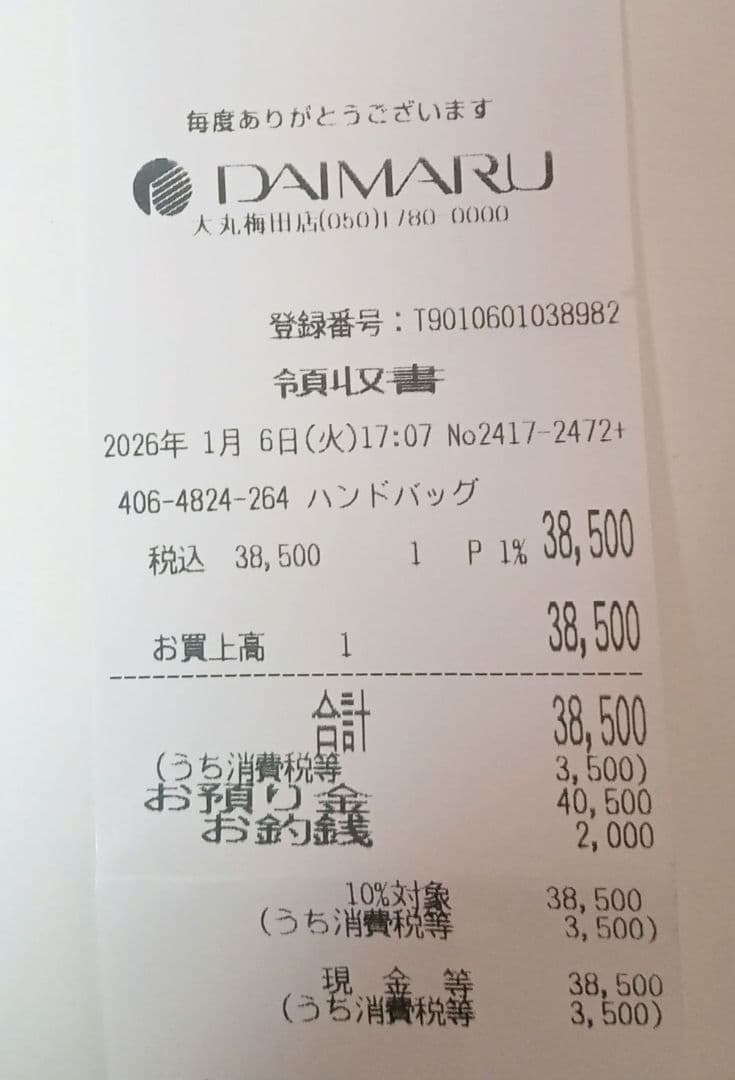 毎度ありがとうございます
DAIMARU
大丸梅田店(050)1780-0000
登録番号:T9010601038982
領収書
2026年 1月 6日(火)17:07 No2417-2472+
406-4824-264 ハンドバッグ
税込 38,500 1 P 1% 38,500
お買上高 1 38,500
合計 38,500
(うち消費税等 3,500)
お預り金 40,500
お釣銭 2,000
10%対象 38,500
(うち消費税等 3,500)
現 金 等 38,500
(うち消費税等 3,500)